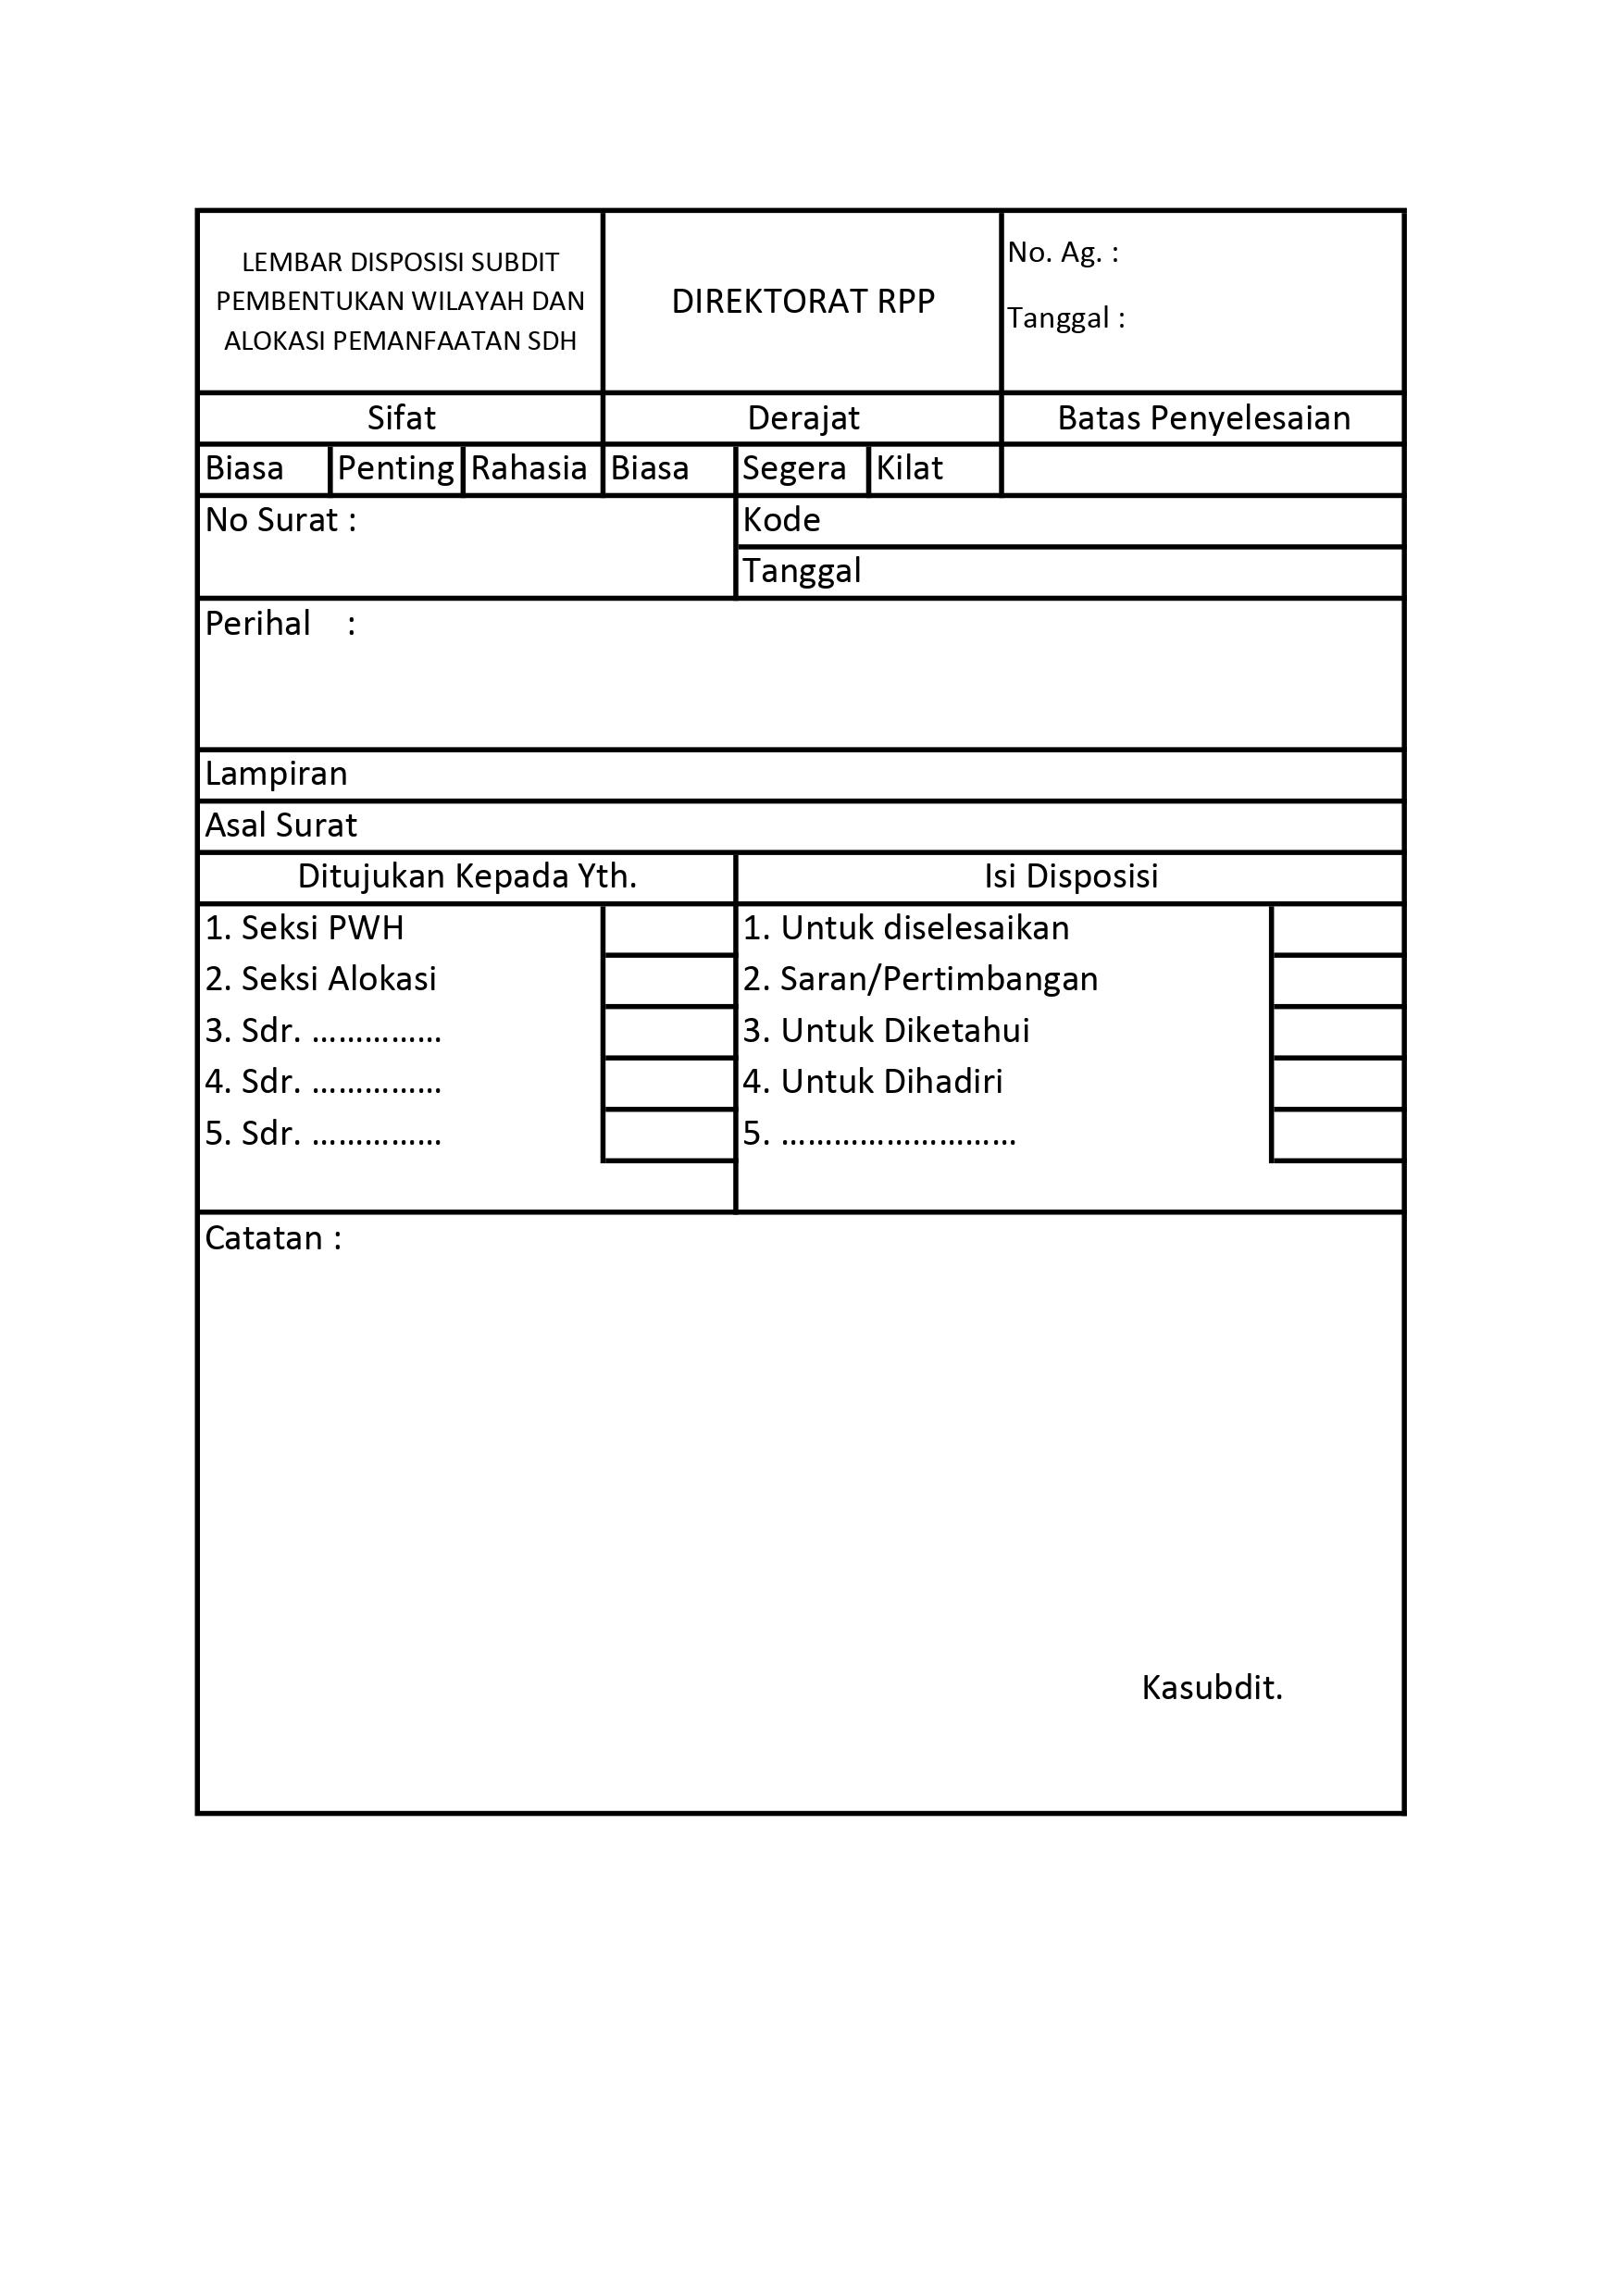 LEMBAR DISPOSISI SUBDIT
PEMBENTUKAN WILAYAH DAN
ALOKASI PEMANFAATAN SDH
DIREKTORAT RPP
No. Ag. :
Tanggal :
Sifat Derajat Batas Penyelesaian
Biasa Penting Rahasia Biasa Segera Kilat
No Surat : Kode
Tanggal
Perihal :
Lampiran
Asal Surat
Ditujukan Kepada Yth. Isi Disposisi
1. Seksi PWH 1. Untuk diselesaikan
2. Seksi Alokasi 2. Saran/Pertimbangan
3. Sdr. …………… 3. Untuk Diketahui
4. Sdr. …………… 4. Untuk Dihadiri
5. Sdr. …………… 5. ………………………
Catatan :
Kasubdit.